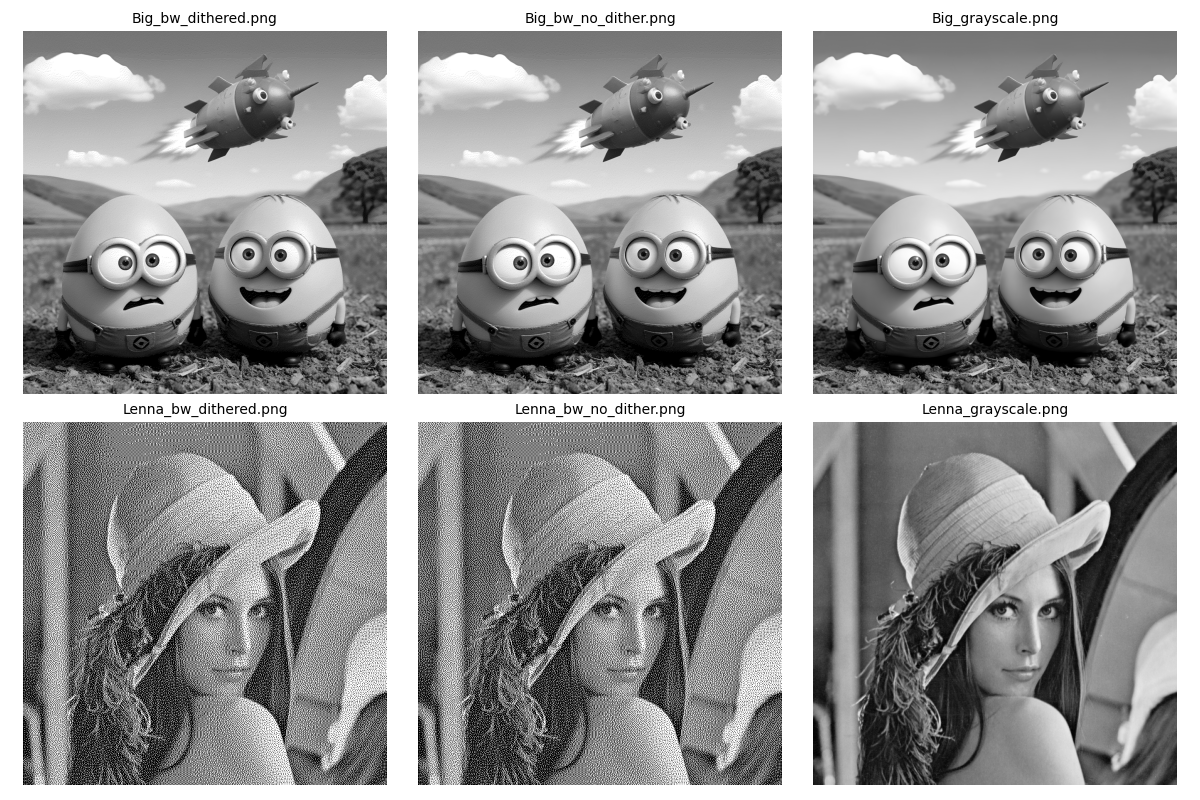 Big_bw_dithered.png
Big_bw_no_dither.png
Big_grayscale.png
Lenna_bw_dithered.png
Lenna_bw_no_dither.png
Lenna_grayscale.png